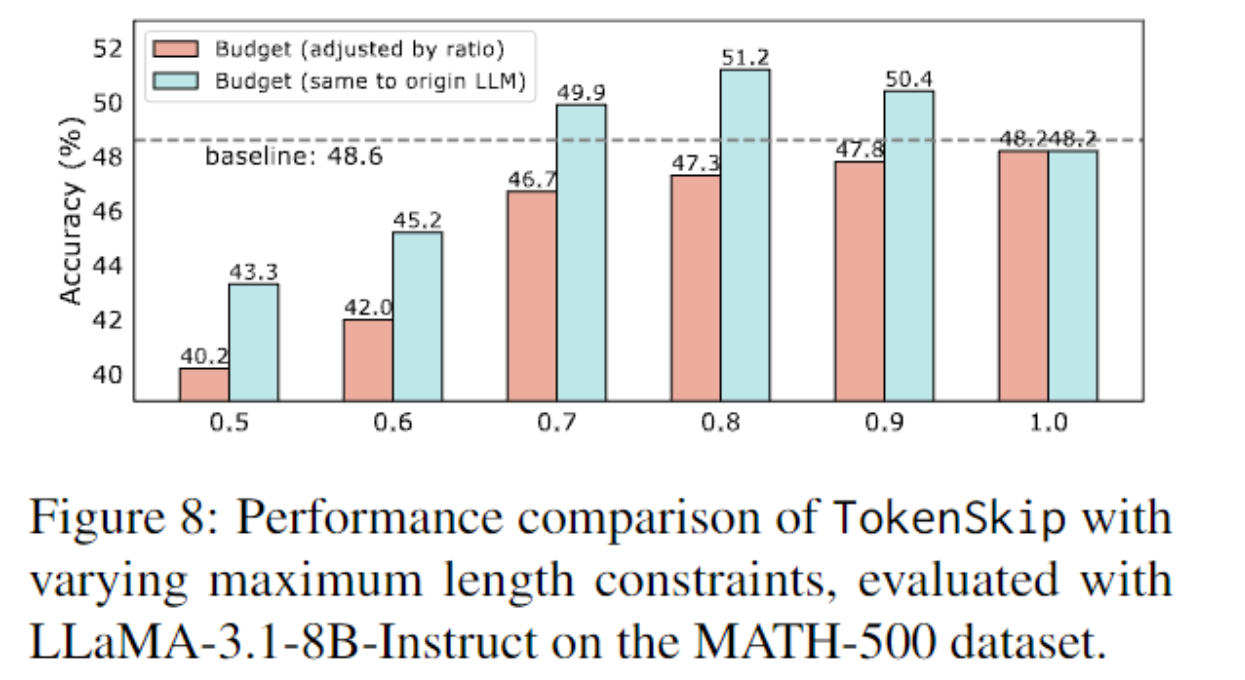 52
Budget (adjusted by ratio)
Budget (same to origin LLM)
50
48
46
44
42
40
Accuracy (%)
baseline: 48.6
40.2
43.3
42.0
45.2
46.7
49.9
47.3
51.2
47.8
50.4
48.2
48.2
0.5 0.6 0.7 0.8 0.9 1.0
Figure 8: Performance comparison of TokenSkip with
varying maximum length constraints, evaluated with
LLaMA-3.1-8B-Instruct on the MATH-500 dataset.